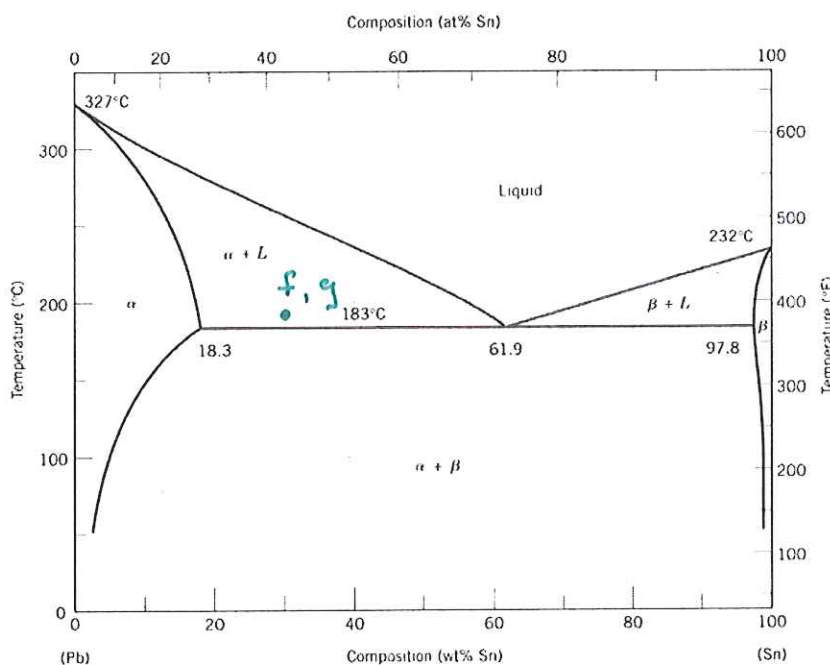 Composition (at% Sn)
0 20 40 60 80 100
327°C
300
200
100
0
Temperature (°C)
600
500
400
300
200
100
Temperature (°F)
Liquid
232°C
α + L
f, g
183°C
α
β + L
β
18.3
61.9
97.8
α + β
0 20 40 60 80 100
(Pb)
Composition (wt% Sn)
(Sn)